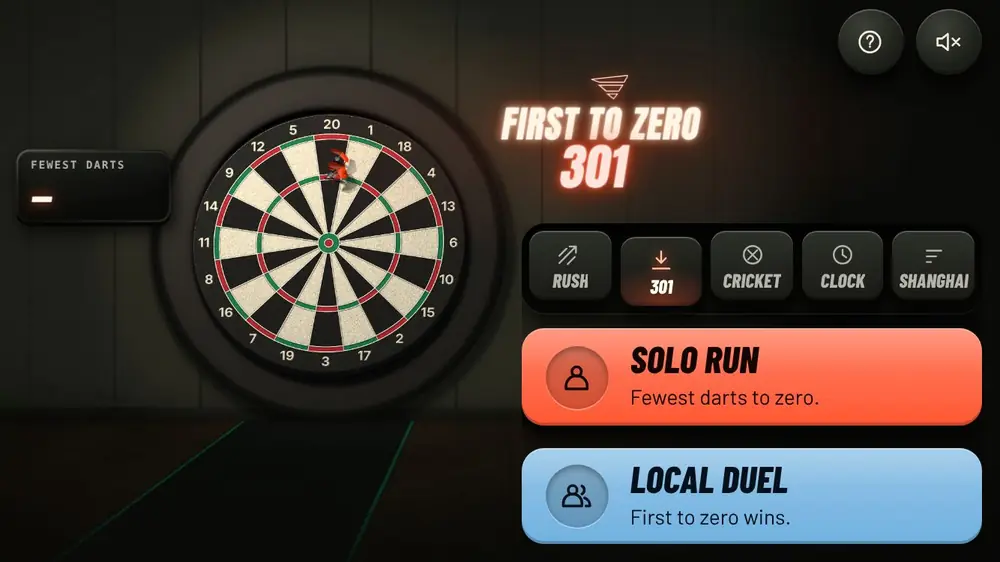 FEWEST DARTS
FIRST TO ZERO
301
20
1
18
4
13
6
10
15
2
17
3
19
7
16
8
11
14
9
12
5
RUSH
301
CRICKET
CLOCK
SHANGHAI
SOLO RUN
Fewest darts to zero.
LOCAL DUEL
First to zero wins.